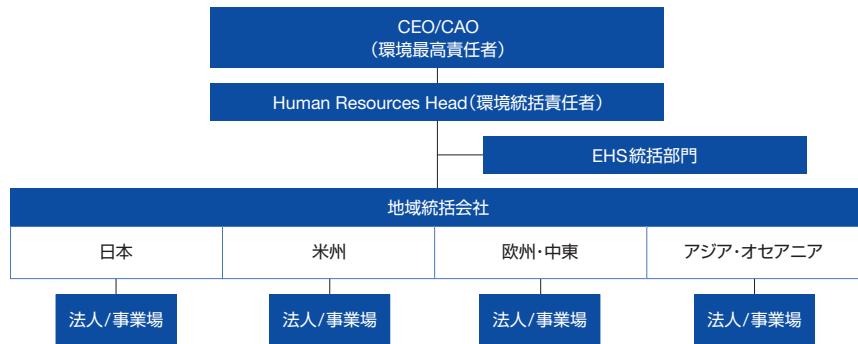 CEO/CAO
（環境最高責任者）
Human Resources Head（環境統括責任者）
EHS統括部門
地域統括会社
日本
米州
欧州・中東
アジア・オセアニア
法人/事業場
法人/事業場
法人/事業場
法人/事業場